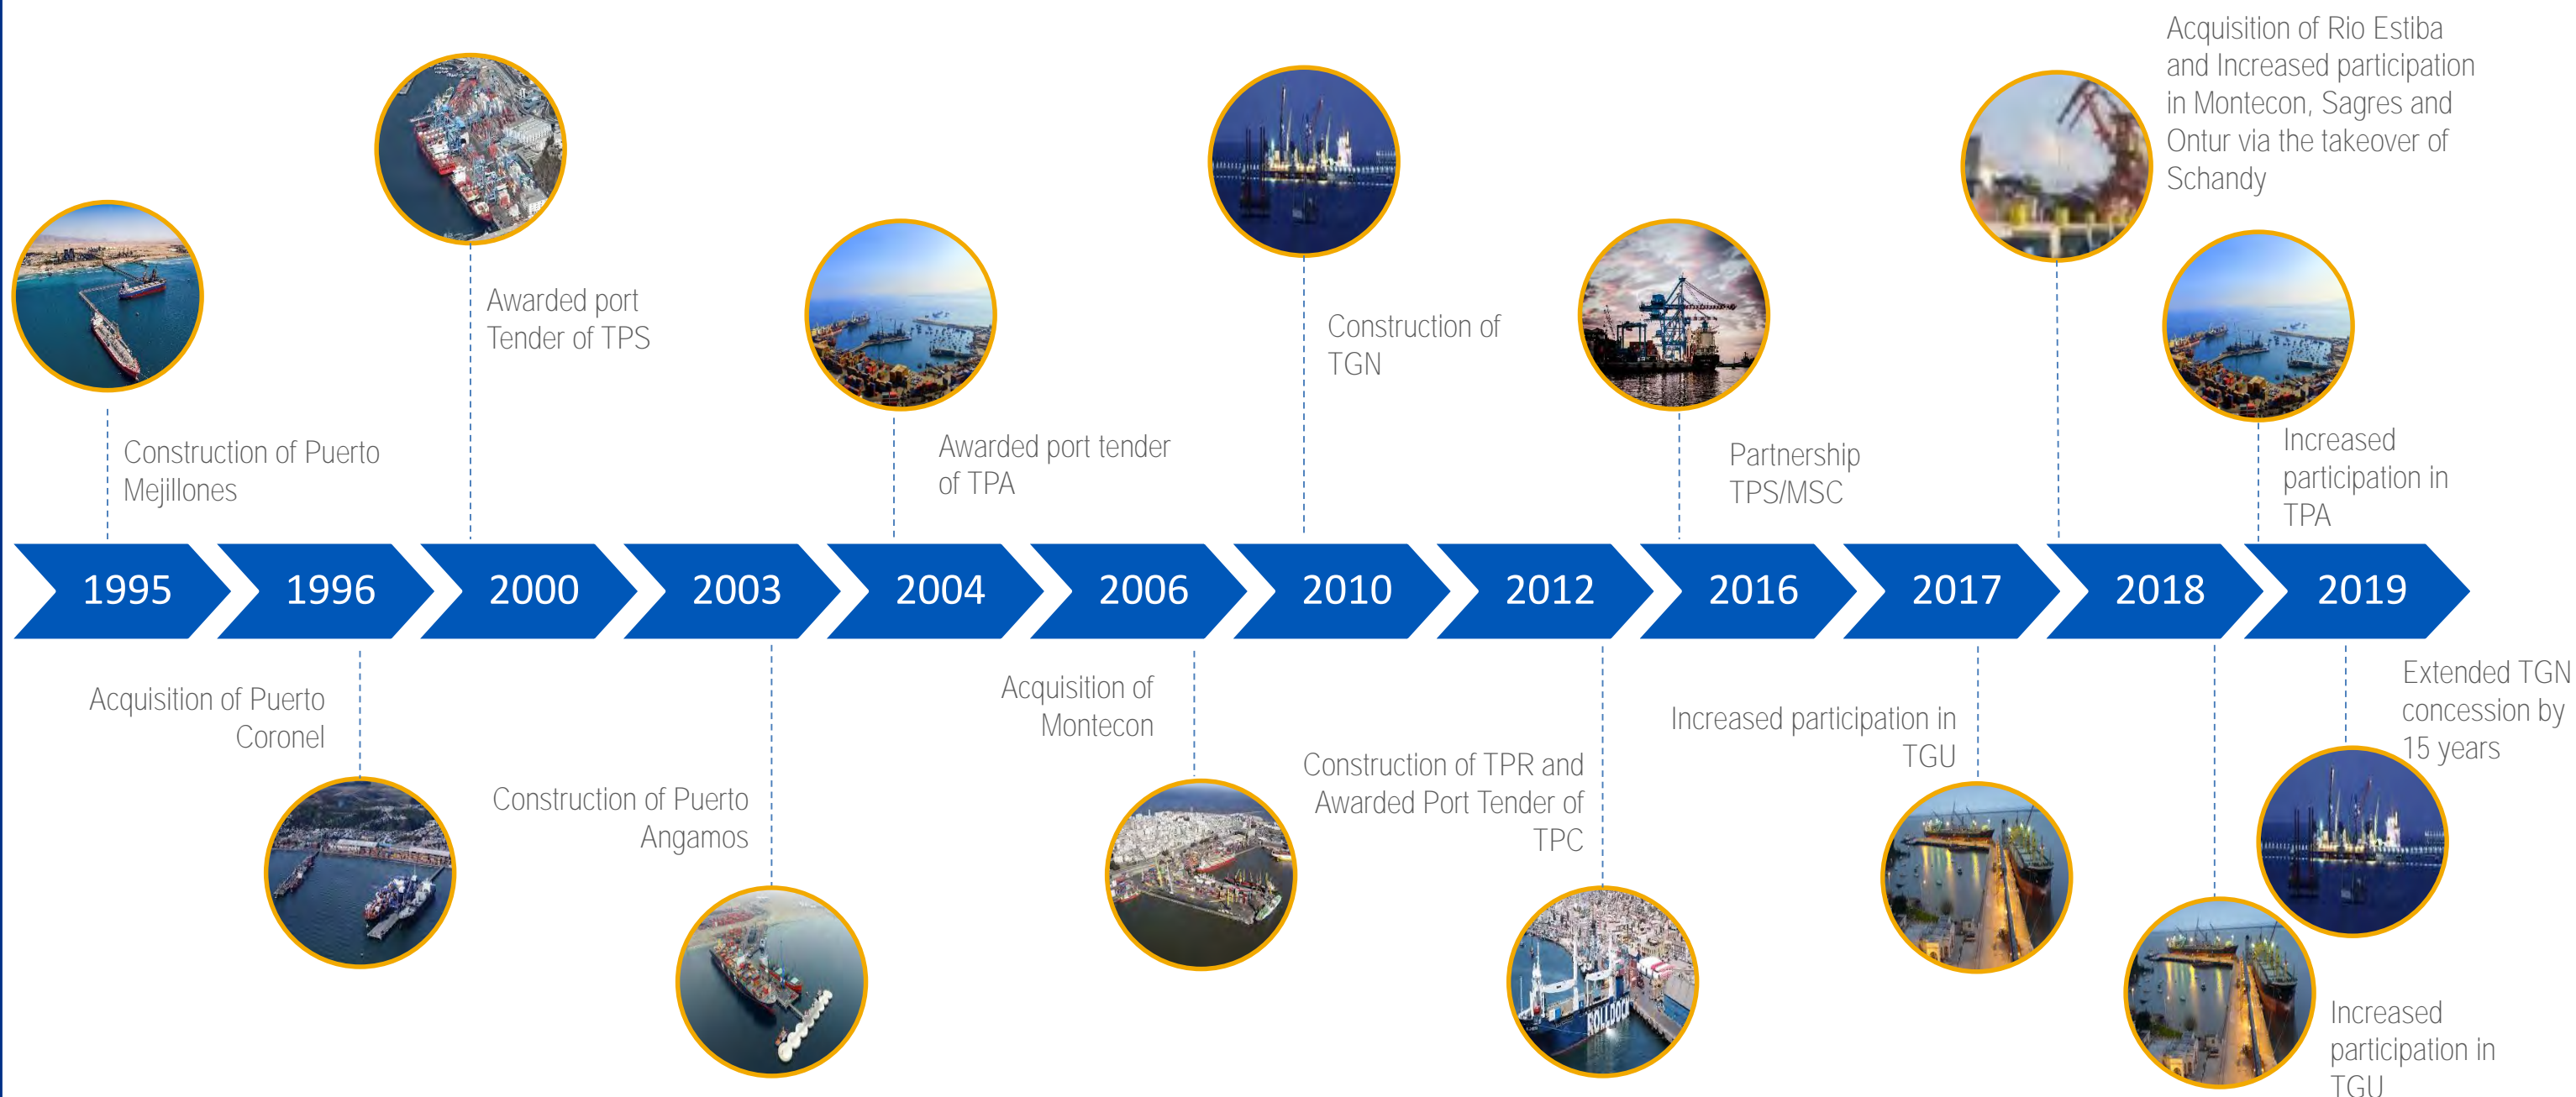 Acquisition of Rio Estiba
and Increased participation
in Montecon, Sagres and
Ontur via the takeover of
Schandy
Awarded port
Tender of TPS
Construction of
TGN
Construction of Puerto
Mejillones
Awarded port tender
of TPA
Partnership
TPS/MSC
Increased
participation in
TPA
1995
1996
2000
2003
2004
2006
2010
2012
2016
2017
2018
2019
Acquisition of Puerto
Coronel
Construction of Puerto
Angamos
Acquisition of
Montecon
Construction of TPR and
Awarded Port Tender of
TPC
Increased participation in
TGU
Extended TGN
concession by
15 years
ROLLDOCK
Increased
participation in
TGU